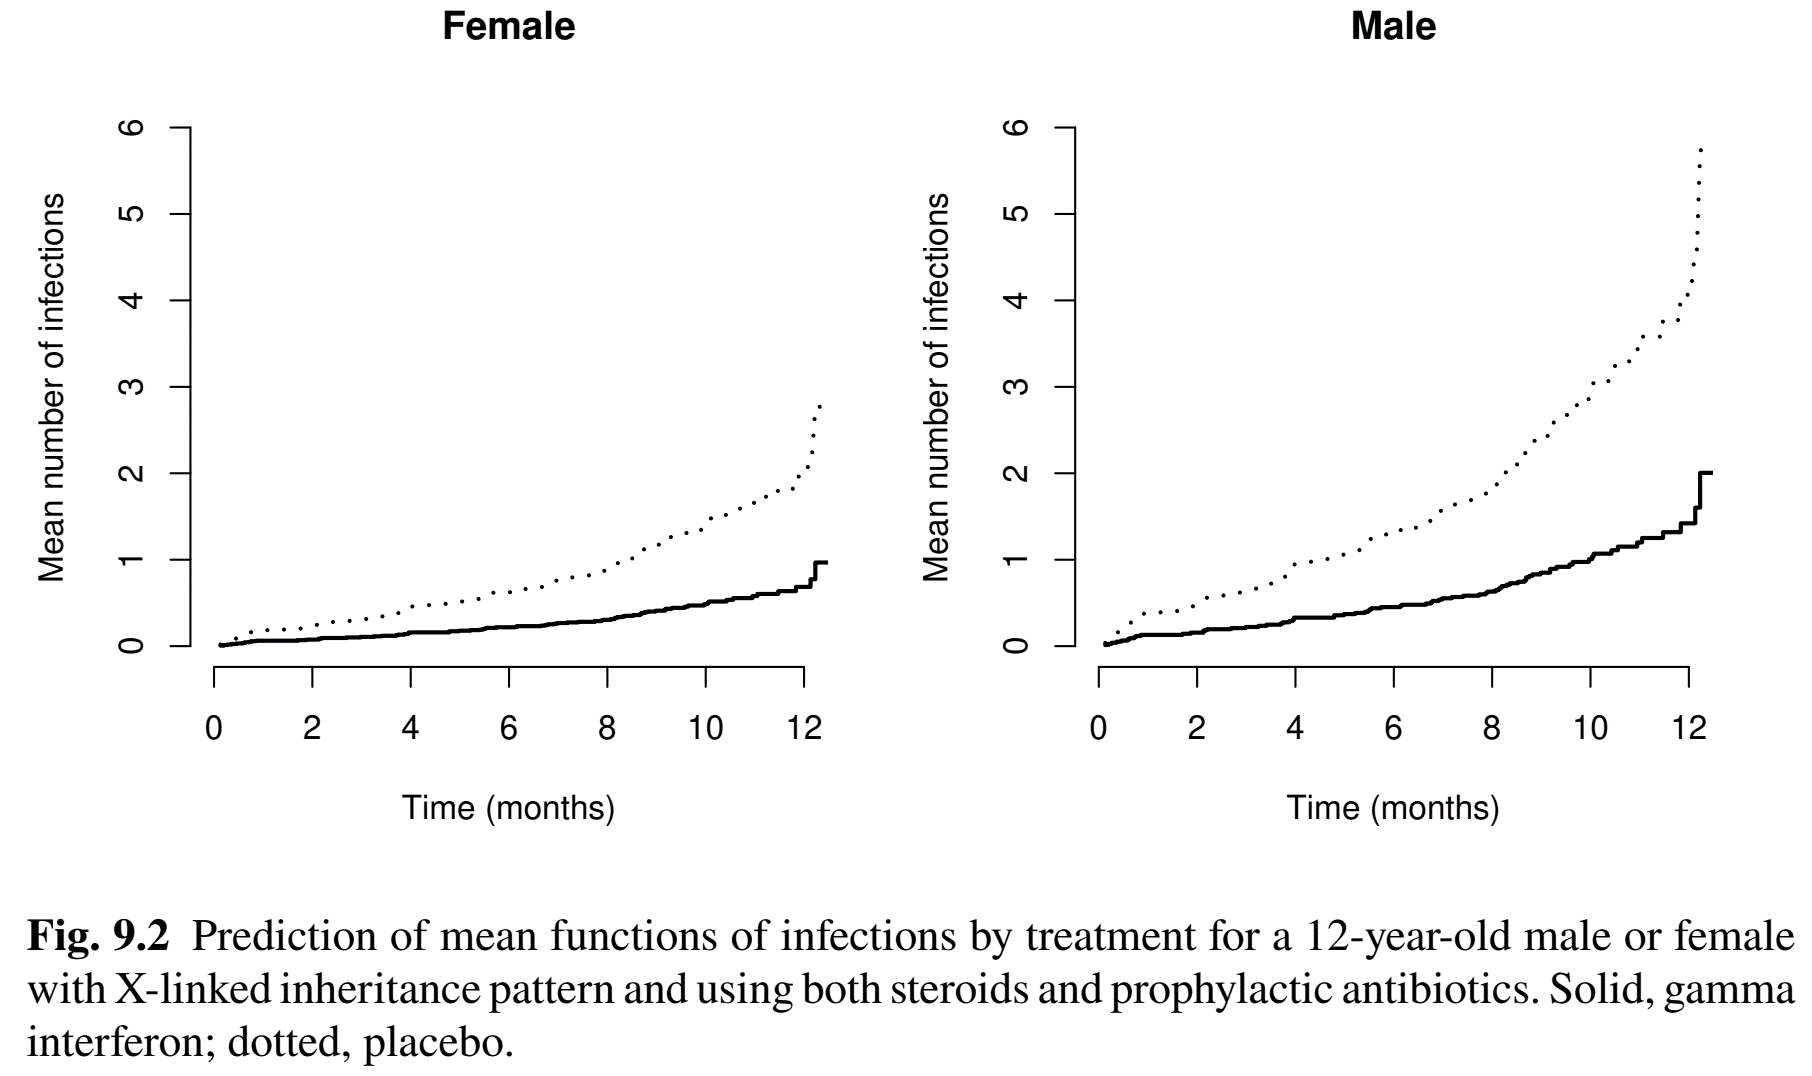 Female
Male
Mean number of infections
0 1 2 3 4 5 6
0 2 4 6 8 10 12
Time (months)
Mean number of infections
0 1 2 3 4 5 6
0 2 4 6 8 10 12
Time (months)
Fig. 9.2 Prediction of mean functions of infections by treatment for a 12-year-old male or female
with X-linked inheritance pattern and using both steroids and prophylactic antibiotics. Solid, gamma
interferon; dotted, placebo.